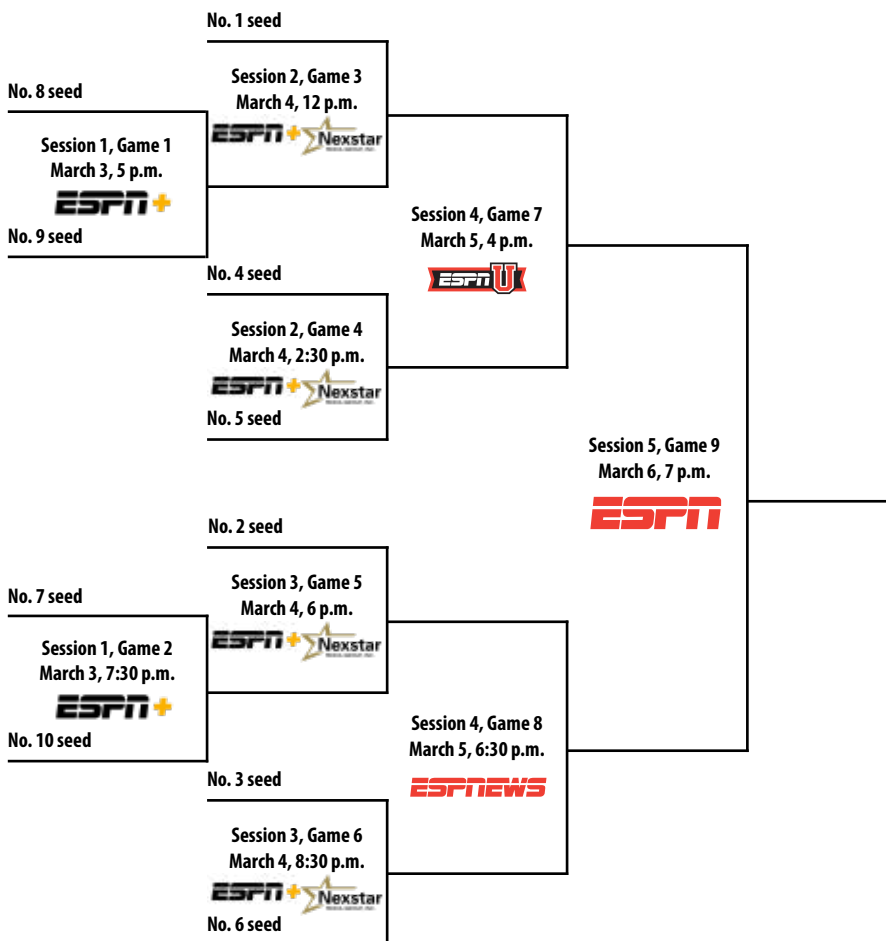 No. 1 seed
Session 2, Game 3
March 4, 12 p.m.
ESPN+ Nexstar
No. 8 seed
Session 1, Game 1
March 3, 5 p.m.
ESPN+
No. 9 seed
Session 4, Game 7
March 5, 4 p.m.
ESPN U
No. 4 seed
Session 2, Game 4
March 4, 2:30 p.m.
ESPN+ Nexstar
No. 5 seed
Session 5, Game 9
March 6, 7 p.m.
ESPN
No. 2 seed
Session 3, Game 5
March 4, 6 p.m.
ESPN+ Nexstar
No. 7 seed
Session 1, Game 2
March 3, 7:30 p.m.
ESPN+
No. 10 seed
Session 4, Game 8
March 5, 6:30 p.m.
ESPNEWS
No. 3 seed
Session 3, Game 6
March 4, 8:30 p.m.
ESPN+ Nexstar
No. 6 seed